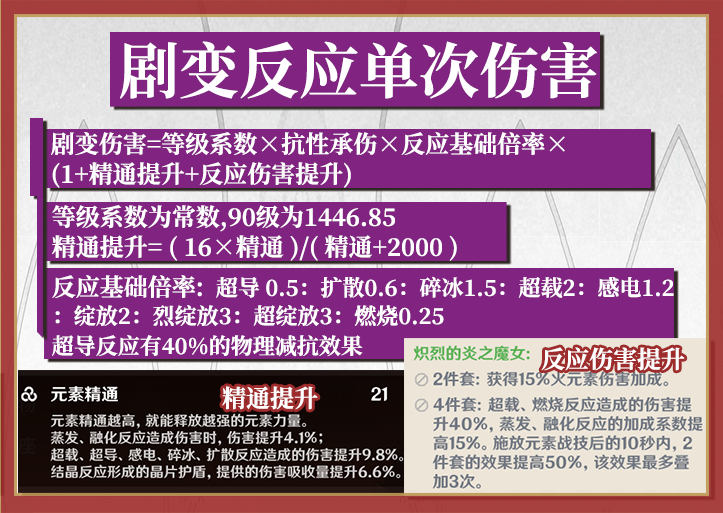 剧变反应单次伤害
剧变伤害=等级系数×抗性承伤×反应基础倍率×
(1+精通提升+反应伤害提升)
等级系数为常数,90级为1446.85
精通提升=（16×精通）/(精通+2000）
反应基础倍率：超导 0.5：扩散0.6：碎冰1.5：超载2：感电1.2
：绽放2：烈绽放3：超绽放3：燃烧0.25
超导反应有40%的物理减抗效果
元素精通
精通提升
21
元素精通越高，就能释放越强的元素力量。
蒸发、融化反应造成伤害时，伤害提升4.1%；
超载、超导、感电、碎冰、扩散反应造成的伤害提升9.8%。
结晶反应形成的晶片护盾，提供的伤害吸收量提升6.6%。
炽烈的炎之魔女：
反应伤害提升
2件套：获得15%火元素伤害加成。
4件套：超载、燃烧反应造成的伤害提
升40%，蒸发、融化反应的加成系数提
高15%。施放元素战技后的10秒内，2
件套的效果提高50%，该效果最多叠
加3次。